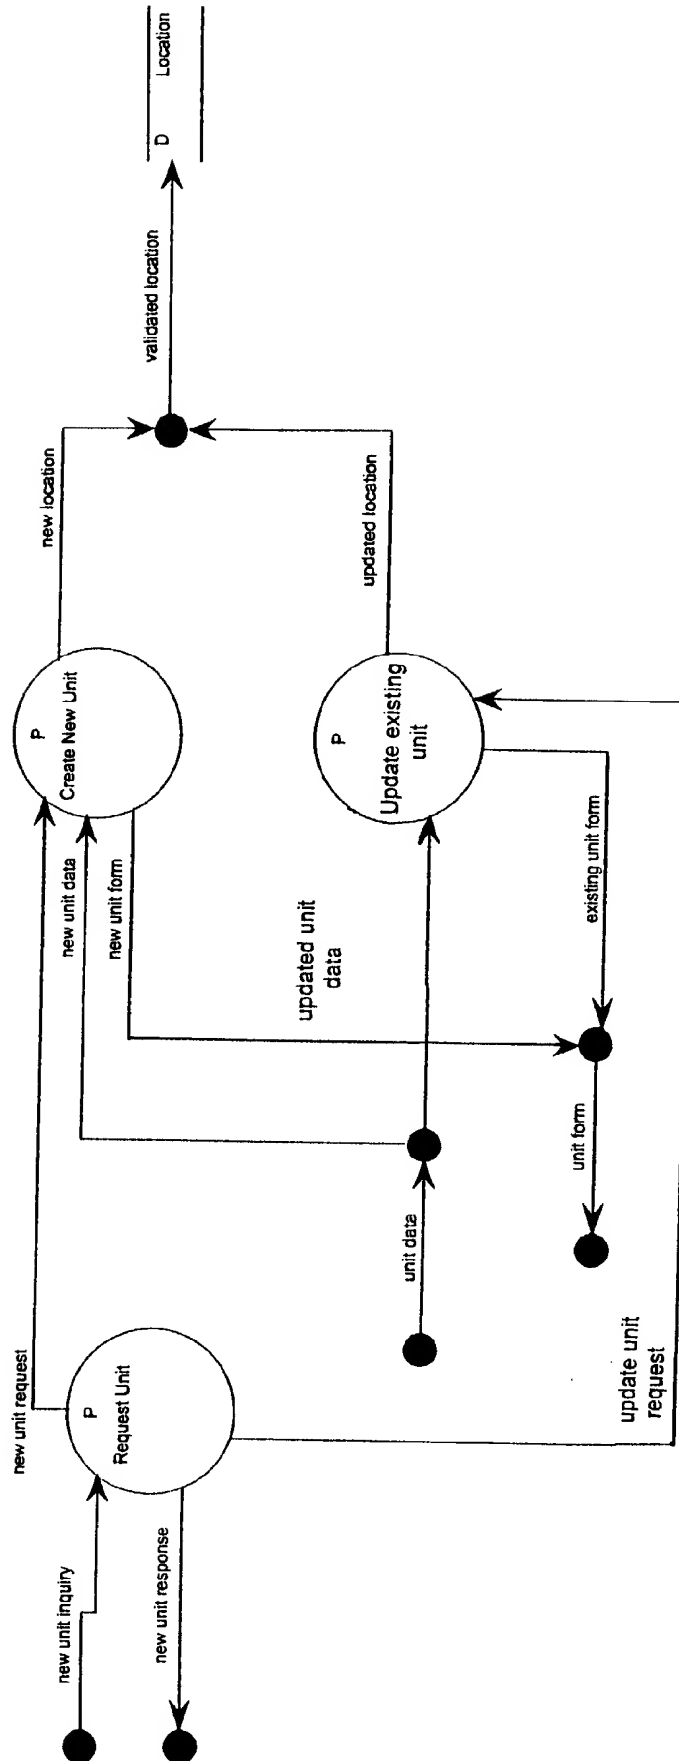 new unit inquiry
new unit response
P
Request Unit
new unit request
update unit
request
unit data
unit form
new unit data
new unit form
updated unit
data
existing unit form
P
Create New Unit
P
Update existing
unit
new location
updated location
validated location
D
Location